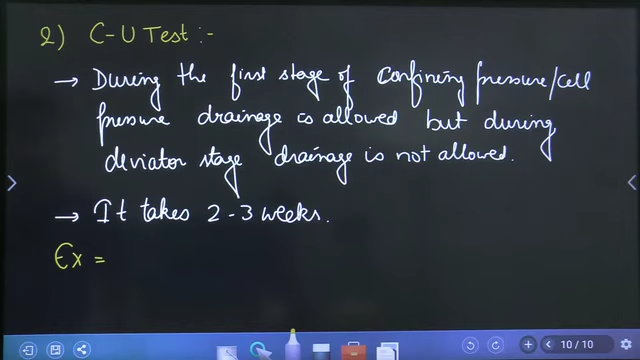 2) C-U Test :-
→ During the first stage of Confining pressure/cell
pressure drainage is allowed but during
deviator stage drainage is not allowed.
→ It takes 2-3 weeks.
Ex =
10/10